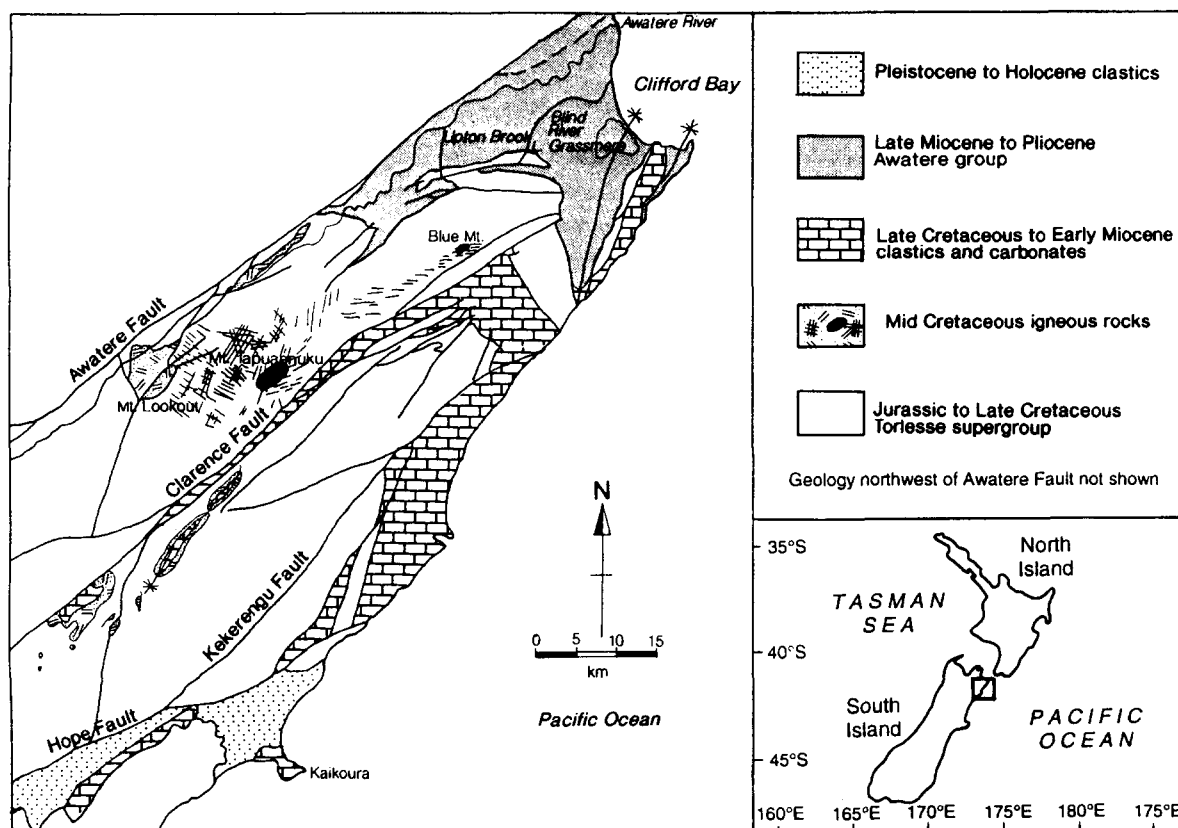 Awatere River
Clifford Bay
Upton Brook
Blind
River
L. Grassmere
Blue Mt.
Awatere Fault
Mt. Tapuaenuku
Mt. Lookout
Clarence Fault
Kekerengu Fault
Hope Fault
Kaikoura
N
0 5 10 15
km
Pacific Ocean
Pleistocene to Holocene clastics
Late Miocene to Pliocene
Awatere group
Late Cretaceous to Early Miocene
clastics and carbonates
Mid Cretaceous igneous rocks
Jurassic to Late Cretaceous
Torlesse supergroup
Geology northwest of Awatere Fault not shown
35°S
North
Island
TASMAN
SEA
40°S
South
Island
PACIFIC
OCEAN
45°S
160°E 165°E 170°E 175°E 180°E 175°E